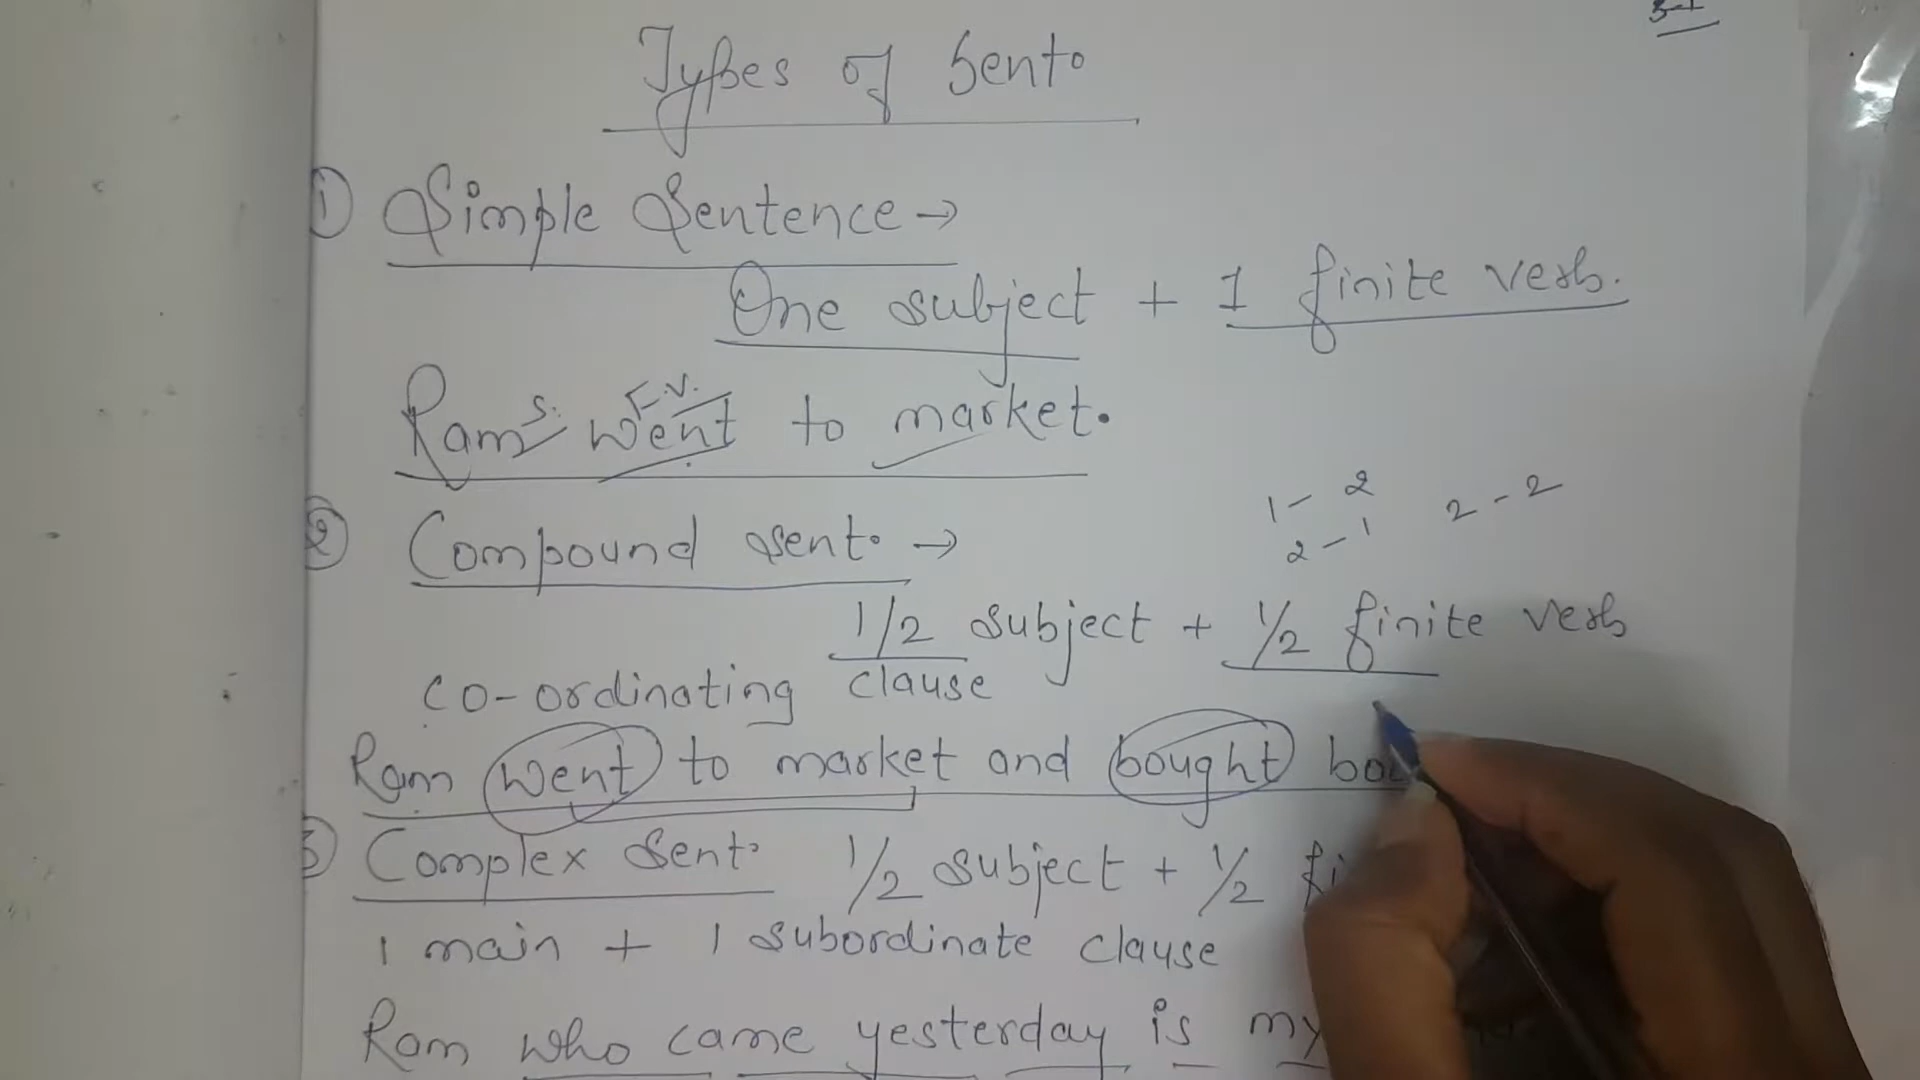 Types of Sent.
① Simple Sentence →
One subject + 1 finite verb.
S. F.V.
Ram went to market.
1 - 2 2 - 2
2 - 1
② Compound Sent. →
1/2 subject + 1/2 finite verb
Co-ordinating clause
Ram went to market and bought
3) Complex Sent. 1/2 subject + 1/2
1 main + 1 subordinate clause
Ram who came yesterday is my